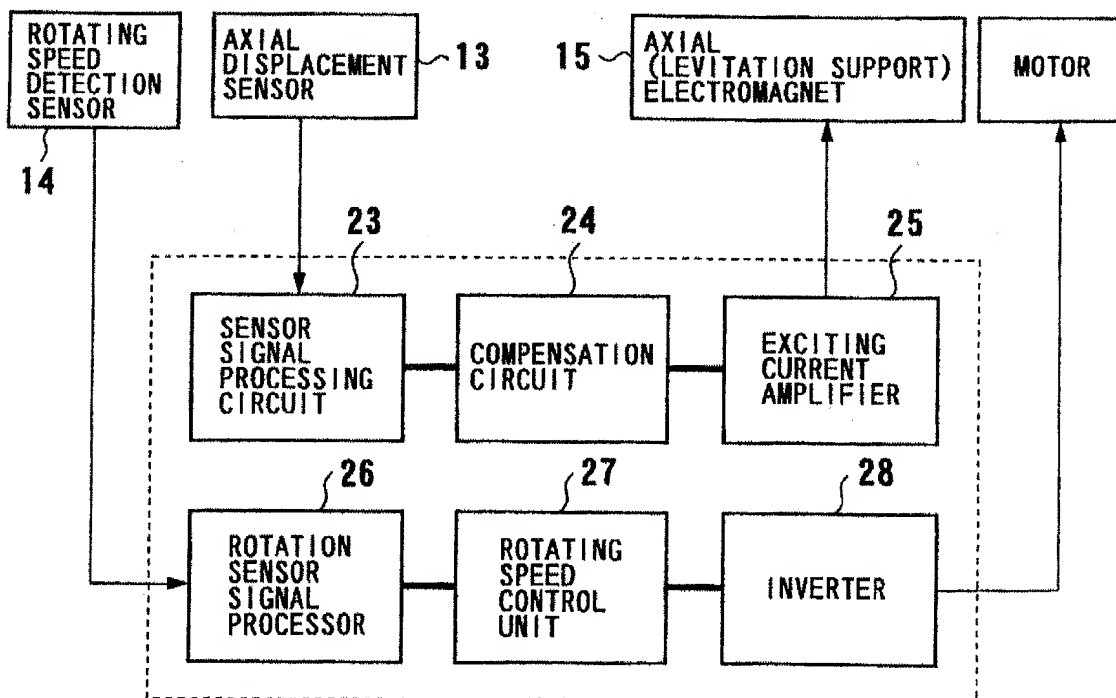 ROTATING
SPEED
DETECTION
SENSOR
14
AXIAL
DISPLACEMENT
SENSOR
13
15
AXIAL
(LEVITATION SUPPORT)
ELECTROMAGNET
MOTOR
23
SENSOR
SIGNAL
PROCESSING
CIRCUIT
24
COMPENSATION
CIRCUIT
25
EXCITING
CURRENT
AMPLIFIER
26
ROTATION
SENSOR
SIGNAL
PROCESSOR
27
ROTATING
SPEED
CONTROL
UNIT
28
INVERTER